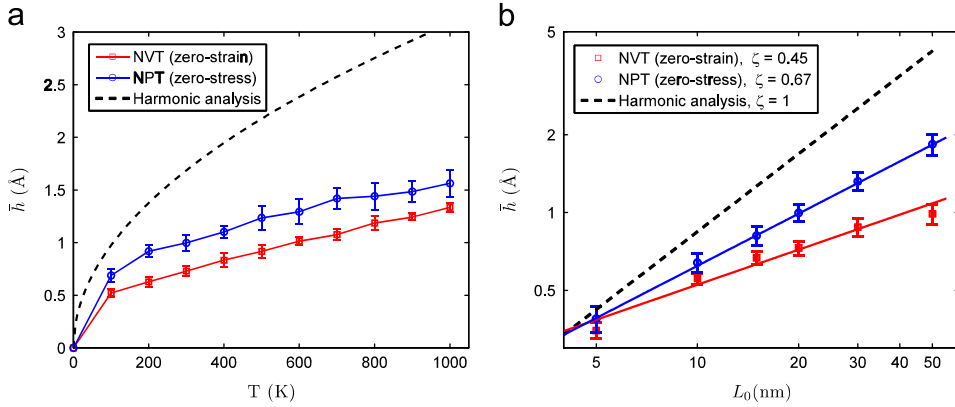 a
3
2.5
2
1.5
1
0.5
0
h̄ (Å)
NVT (zero-strain)
NPT (zero-stress)
Harmonic analysis
0 200 400 600 800 1000
T (K)
b
5
2
1
0.5
h̄ (Å)
NVT (zero-strain), ζ = 0.45
NPT (zero-stress), ζ = 0.67
Harmonic analysis, ζ = 1
5 10 20 30 40 50
L₀(nm)